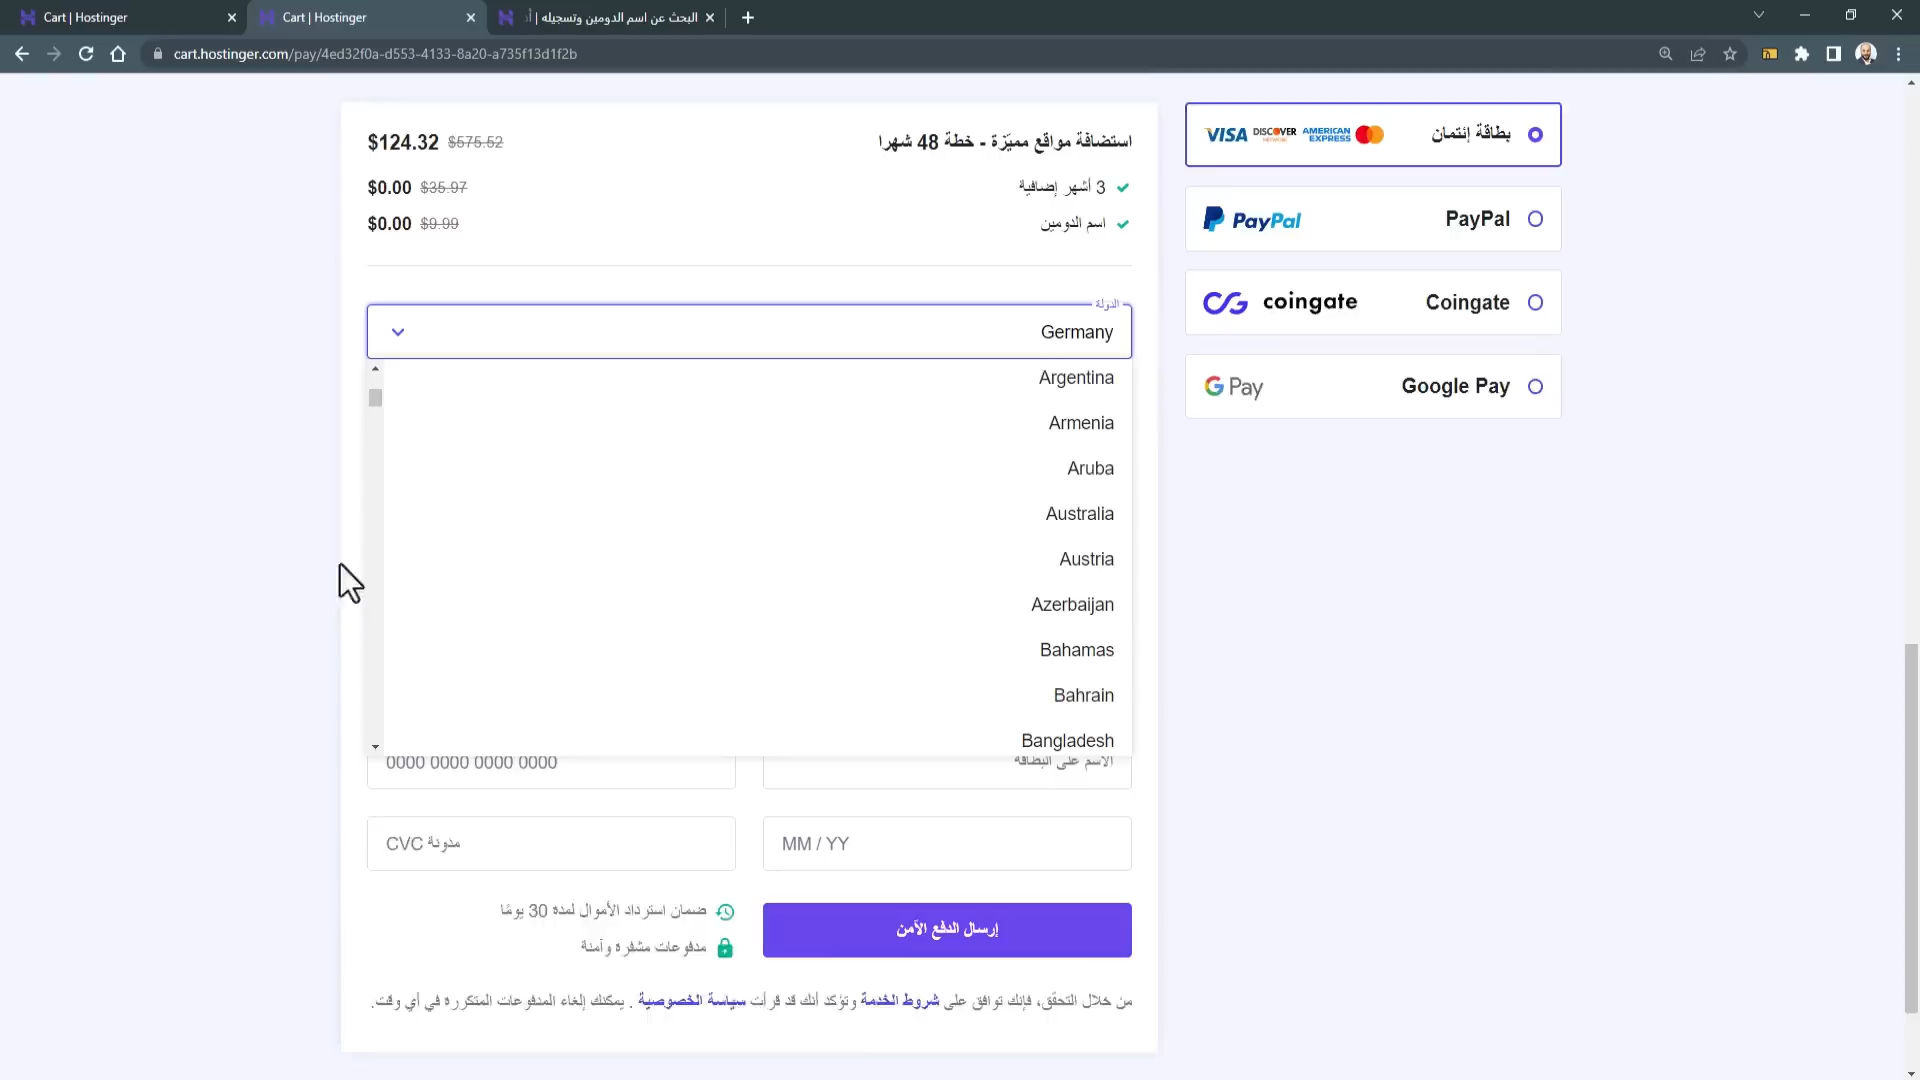 Cart | Hostinger
Cart | Hostinger
البحث عن اسم الدومين وتسجيله | أ
cart.hostinger.com/pay/4ed32f0a-d553-4133-8a20-a735f13d1f2b
استضافة مواقع مميّزة - خطة 48 شهرا
$124.32 $575.52
3 أشهر إضافية
$0.00 $35.97
اسم الدومين
$0.00 $9.99
الدولة
Germany
Argentina
Armenia
Aruba
Australia
Austria
Azerbaijan
Bahamas
Bahrain
Bangladesh
الاسم على البطاقة
0000 0000 0000 0000
MM / YY
مدونة CVC
إرسال الدفع الآمن
ضمان استرداد الأموال لمدة 30 يومًا
مدفوعات مشفرة وآمنة
من خلال التحقّق، فإنك توافق على شروط الخدمة وتؤكد أنك قد قرأت سياسة الخصوصية . يمكنك إلغاء المدفوعات المتكررة في أي وقت.
بطاقة إئتمان
VISA DISCOVER NETWORK AMERICAN EXPRESS
PayPal
PayPal
Coingate
coingate
Google Pay
G Pay